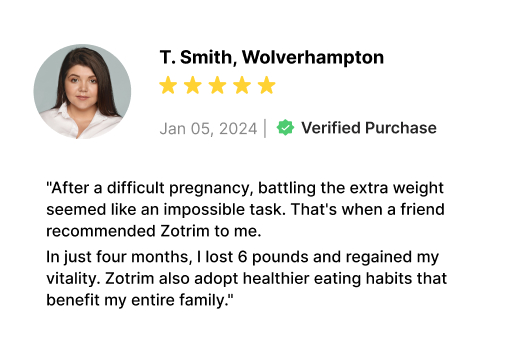 T. Smith, Wolverhampton
Jan 05, 2024 | Verified Purchase
"After a difficult pregnancy, battling the extra weight
seemed like an impossible task. That's when a friend
recommended Zotrim to me.
In just four months, I lost 6 pounds and regained my
vitality. Zotrim also adopt healthier eating habits that
benefit my entire family."